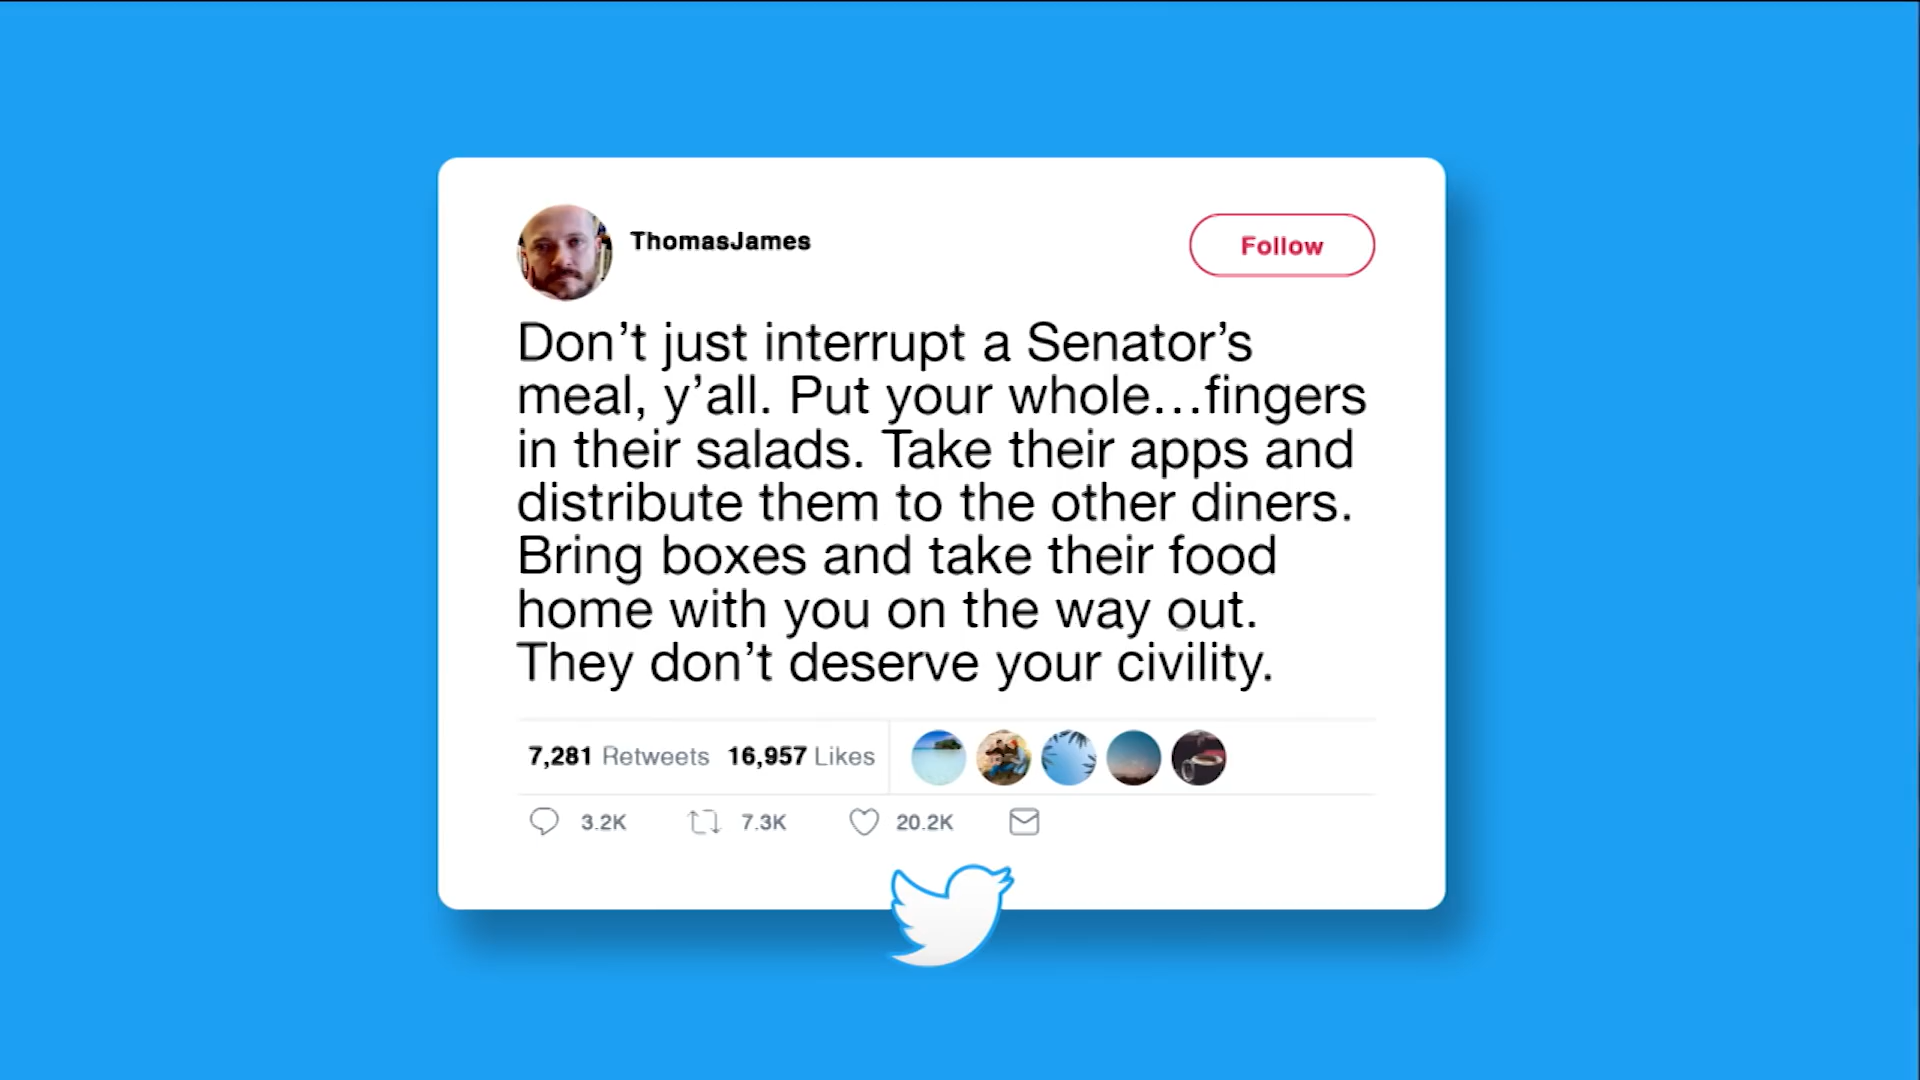 ThomasJames
Follow
Don’t just interrupt a Senator’s
meal, y’all. Put your whole...fingers
in their salads. Take their apps and
distribute them to the other diners.
Bring boxes and take their food
home with you on the way out.
They don’t deserve your civility.
7,281 Retweets 16,957 Likes
3.2K 7.3K 20.2K